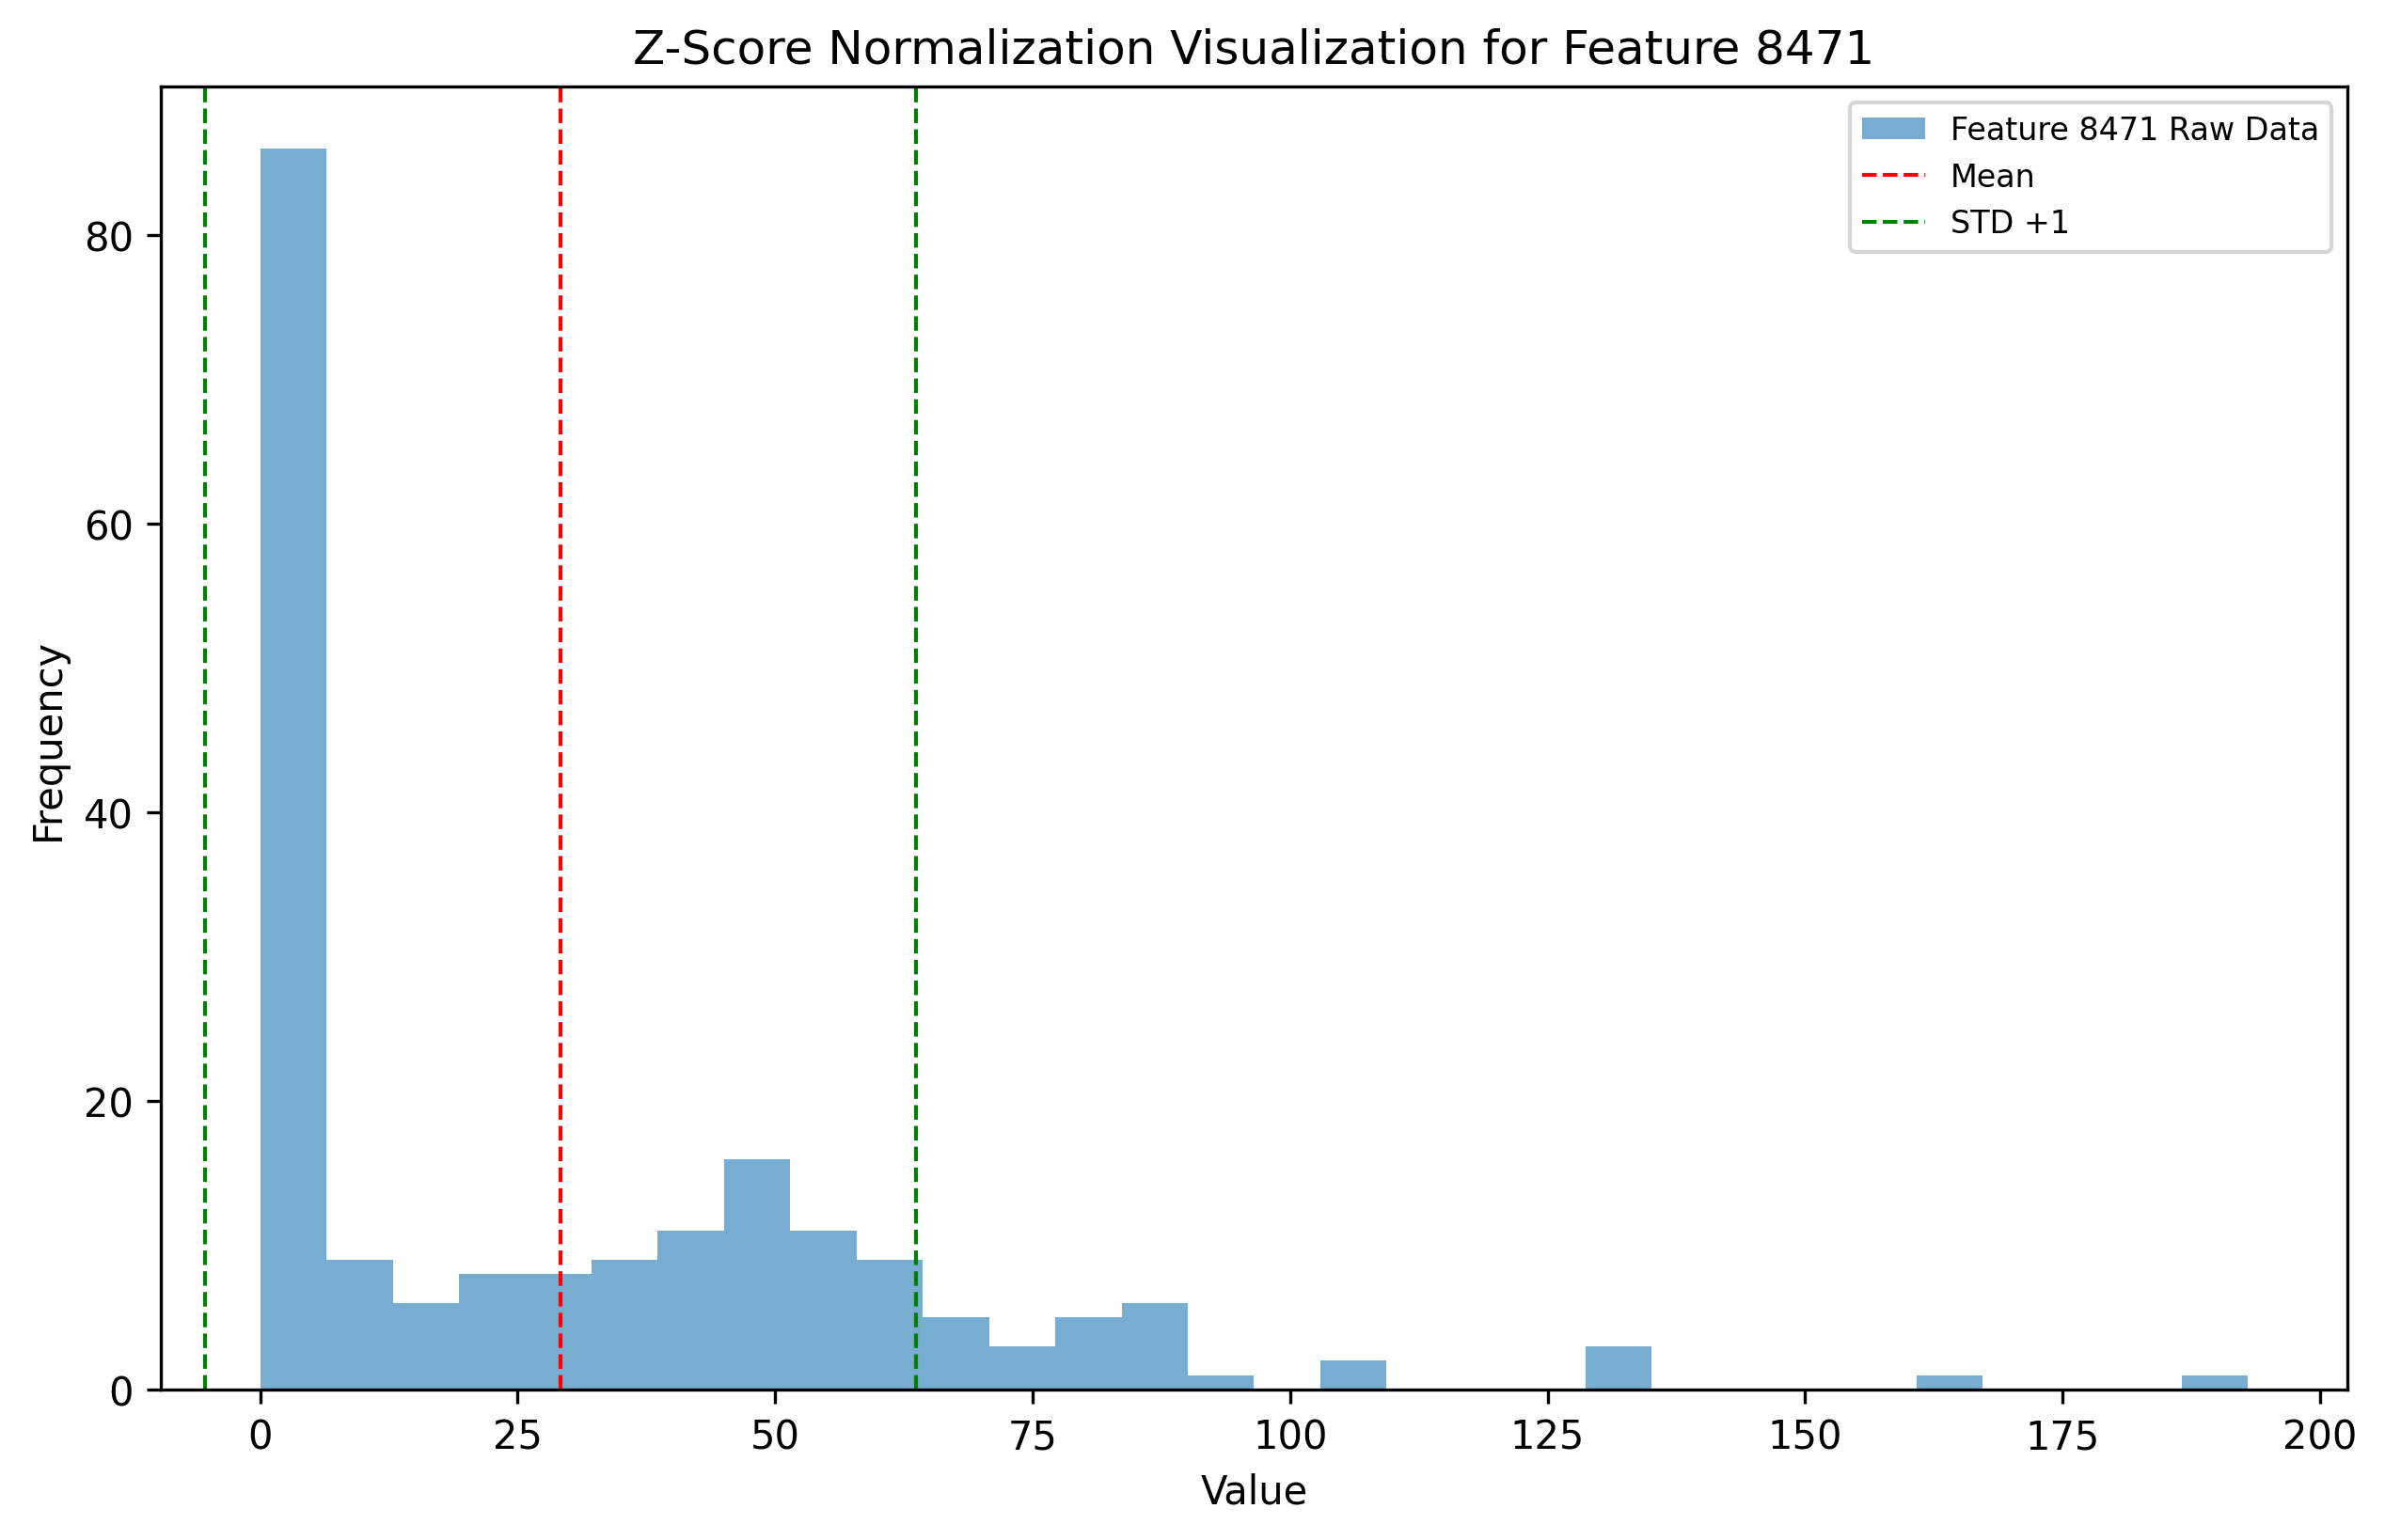 Z-Score Normalization Visualization for Feature 8471
Feature 8471 Raw Data
Mean
STD +1
Frequency
80
60
40
20
0
0 25 50 75 100 125 150 175 200
Value